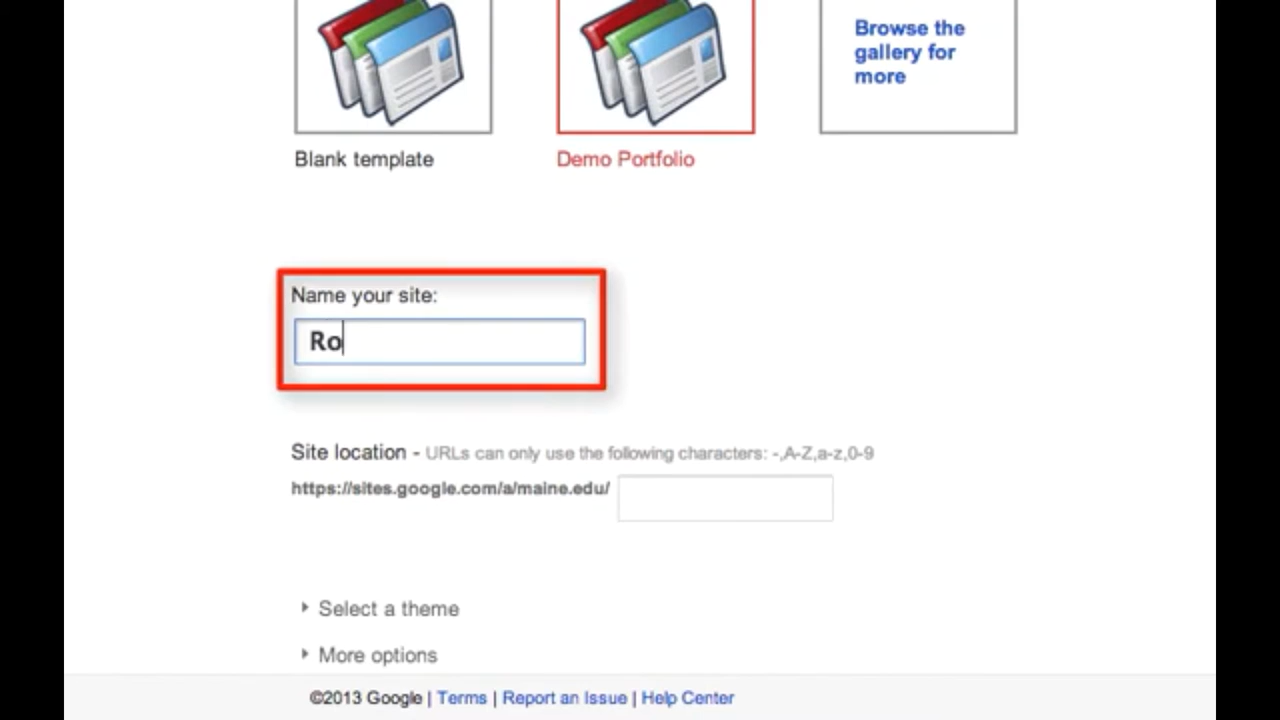 Browse the
gallery for
more
Blank template
Demo Portfolio
Name your site:
Ro
Site location - URLs can only use the following characters: -,A-Z,a-z,0-9
https://sites.google.com/a/maine.edu/
Select a theme
More options
©2013 Google | Terms | Report an Issue | Help Center